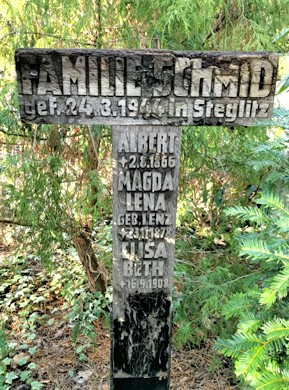 FAMILIE SCHMID
gef. 24.3.1944 in Steglitz
ALBERT
*2.8.1866
MAGDA
LENA
GEB. LENZ
*23.11.1878
ELISA
BETH
*16.9.1908